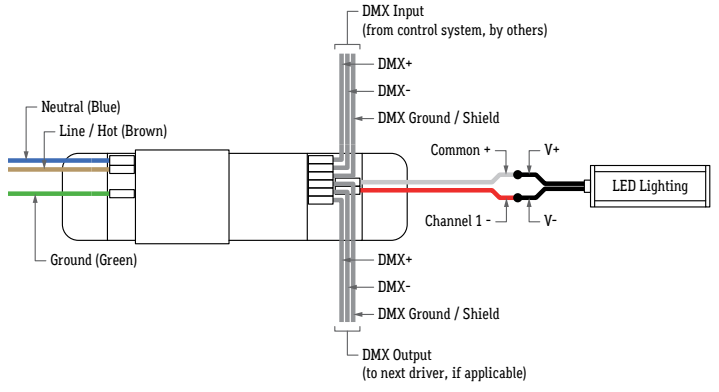 DMX Input
(from control system, by others)
DMX+
DMX-
DMX Ground / Shield
Neutral (Blue)
Line / Hot (Brown)
Common +
V+
LED Lighting
Channel 1 -
V-
Ground (Green)
DMX+
DMX-
DMX Ground / Shield
DMX Output
(to next driver, if applicable)